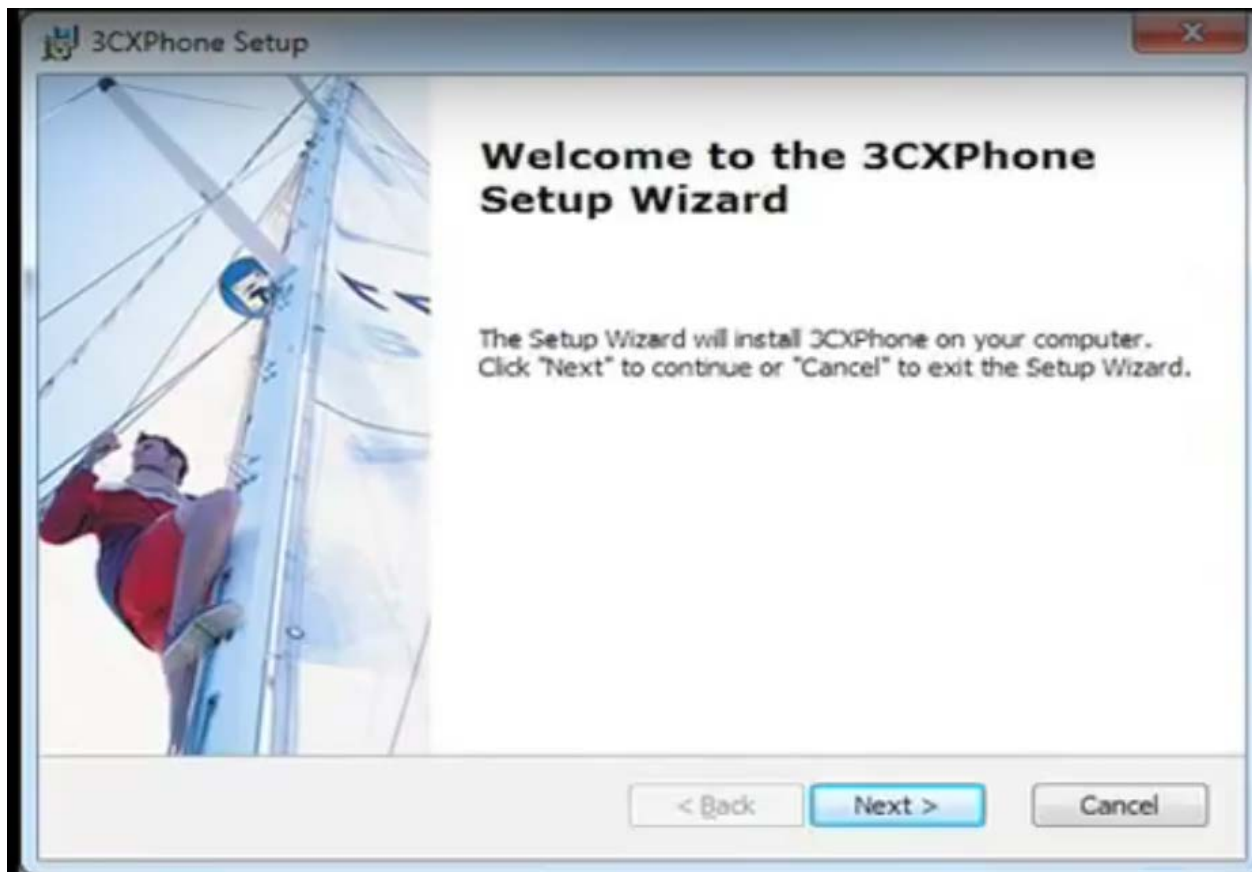 3CXPhone Setup
Welcome to the 3CXPhone
Setup Wizard
The Setup Wizard will install 3CXPhone on your computer.
Click "Next" to continue or "Cancel" to exit the Setup Wizard.
< Back
Next >
Cancel